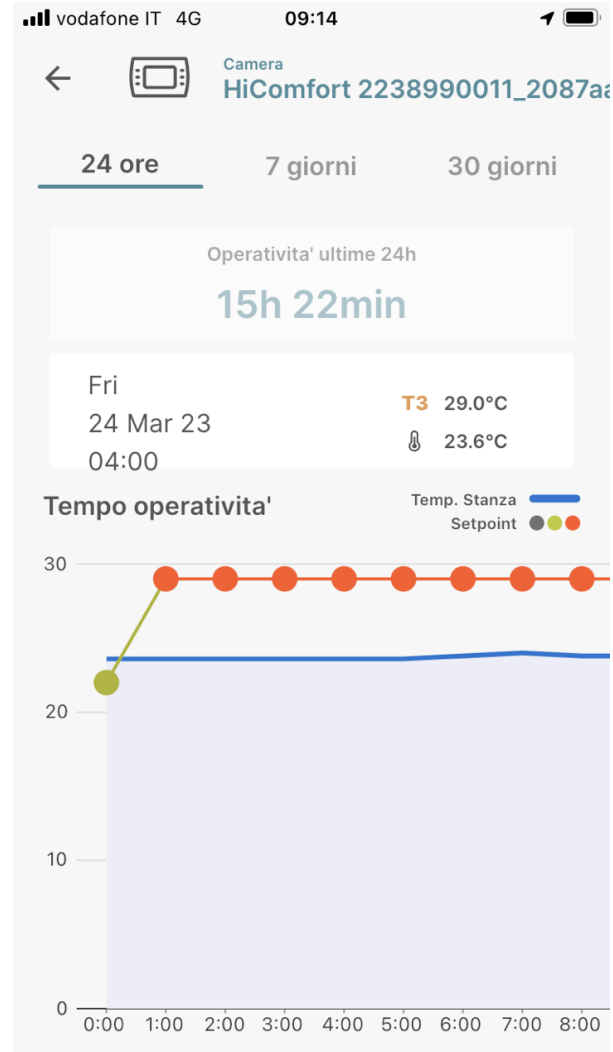 vodafone IT 4G 09:14
Camera
HiComfort 2238990011_2087aa
24 ore 7 giorni 30 giorni
Operativita' ultime 24h
15h 22min
Fri
24 Mar 23
04:00
T3 29.0°C
23.6°C
Tempo operativita'
Temp. Stanza
Setpoint
30
20
10
0
0:00 1:00 2:00 3:00 4:00 5:00 6:00 7:00 8:00